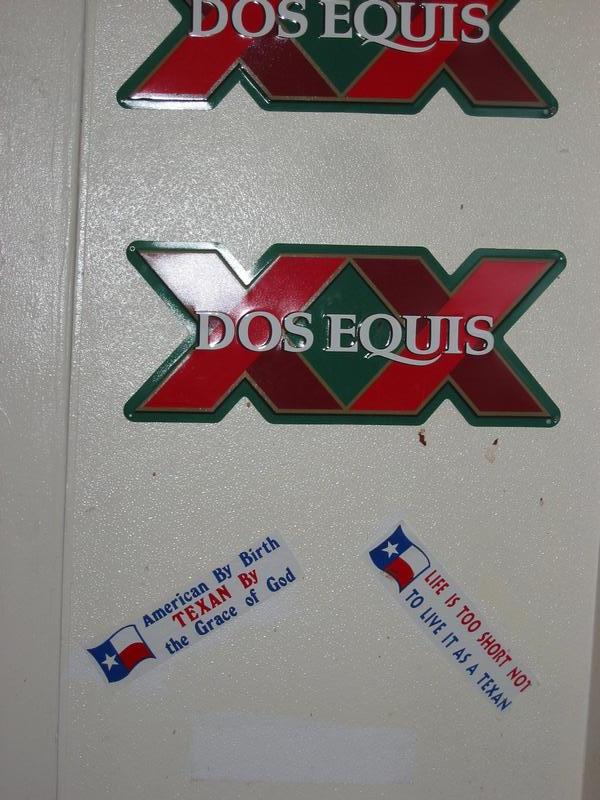 DOS EQUIS
DOS EQUIS
American By Birth
TEXAN By
the Grace of God
LIFE IS TOO SHORT NOT
TO LIVE IT AS A TEXAN